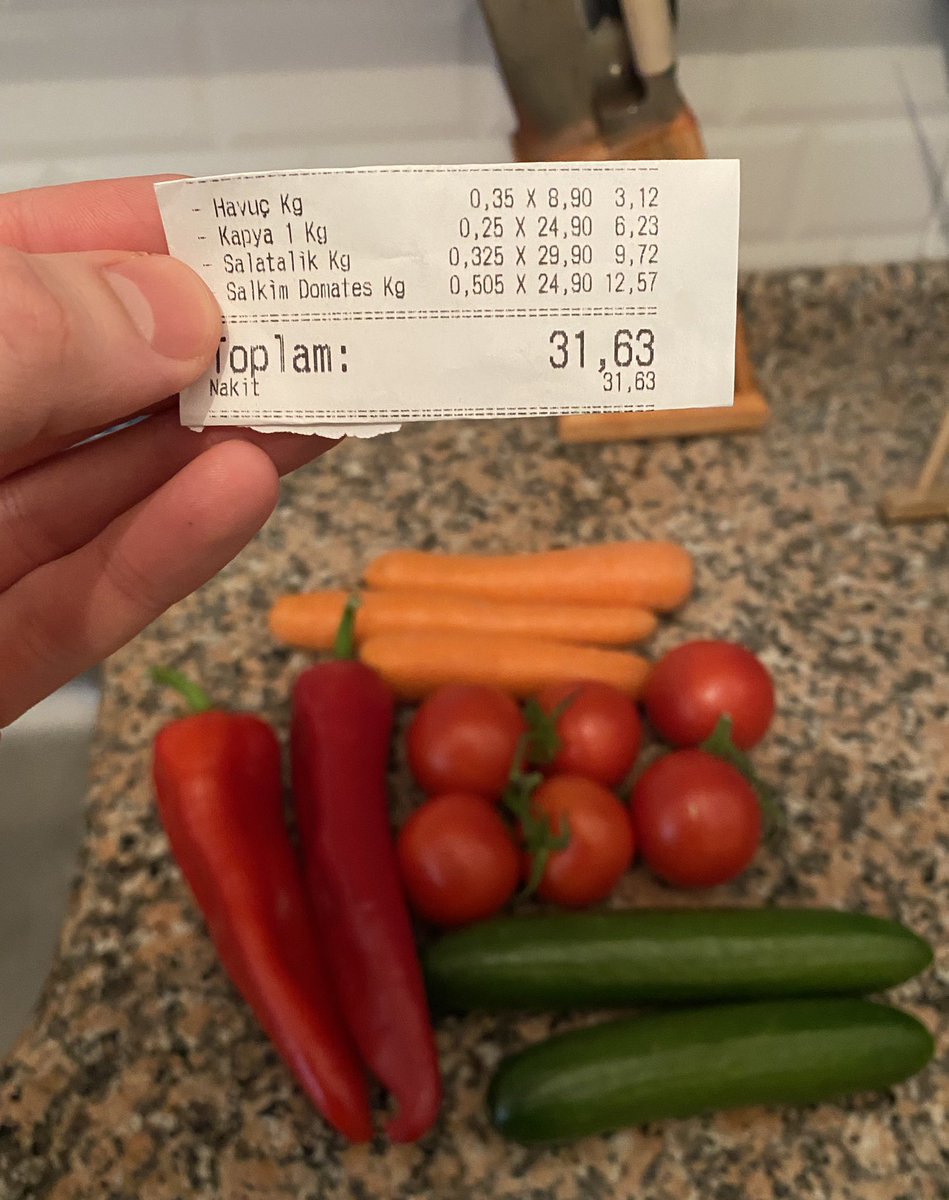 - Havuç Kg 0,35 X 8,90 3,12
- Kapya 1 Kg 0,25 X 24,90 6,23
- Salatalik Kg 0,325 X 29,90 9,72
Salkim Domates Kg 0,505 X 24,90 12,57
Toplam: 31,63
Nakit 31,63